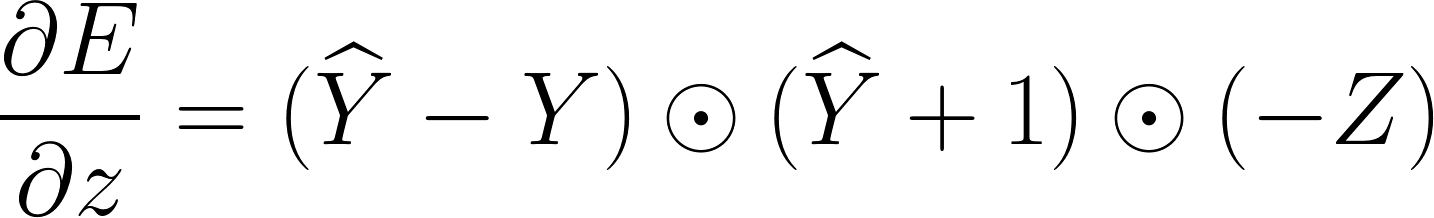 ∂E/∂z = (Ŷ − Y) ⊙ (Ŷ + 1) ⊙ (−Z)